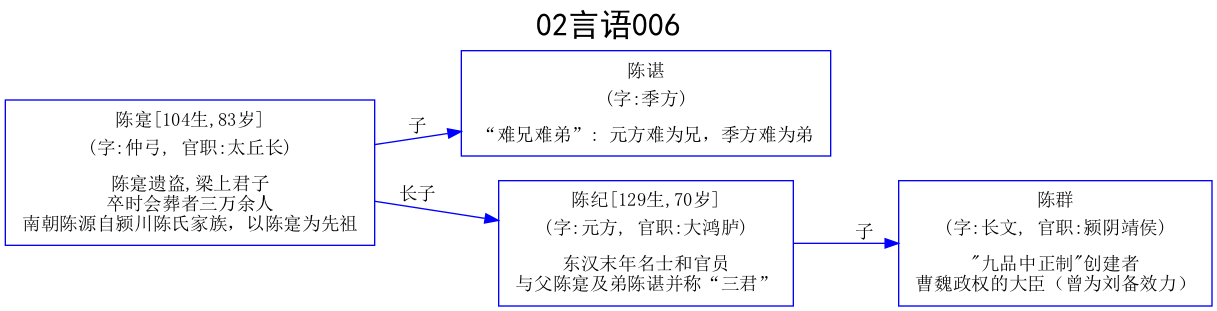 02言语006
陈谌
(字:季方)
“难兄难弟”: 元方难为兄，季方难为弟
陈寔[104生,83岁]
(字:仲弓, 官职:太丘长)
陈寔遗盗,梁上君子
卒时会葬者三万余人
南朝陈源自颍川陈氏家族，以陈寔为先祖
子
长子
陈纪[129生,70岁]
(字:元方, 官职:大鸿胪)
东汉末年名士和官员
与父陈寔及弟陈谌并称“三君”
子
陈群
(字:长文, 官职:颍阴靖侯)
"九品中正制"创建者
曹魏政权的大臣（曾为刘备效力）